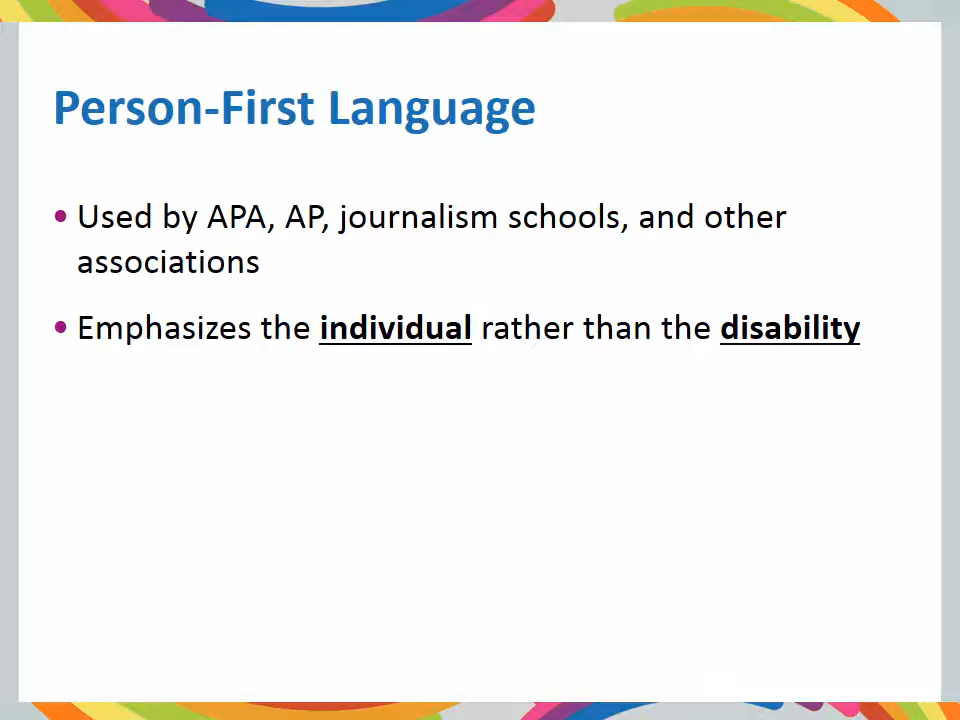 Person-First Language
• Used by APA, AP, journalism schools, and other
associations
• Emphasizes the individual rather than the disability